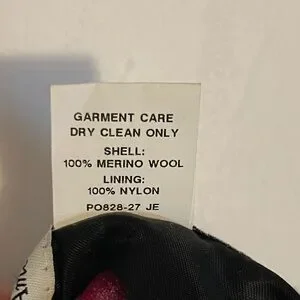 GARMENT CARE
DRY CLEAN ONLY
SHELL:
100% MERINO WOOL
LINING:
100% NYLON
PO828-27 JE